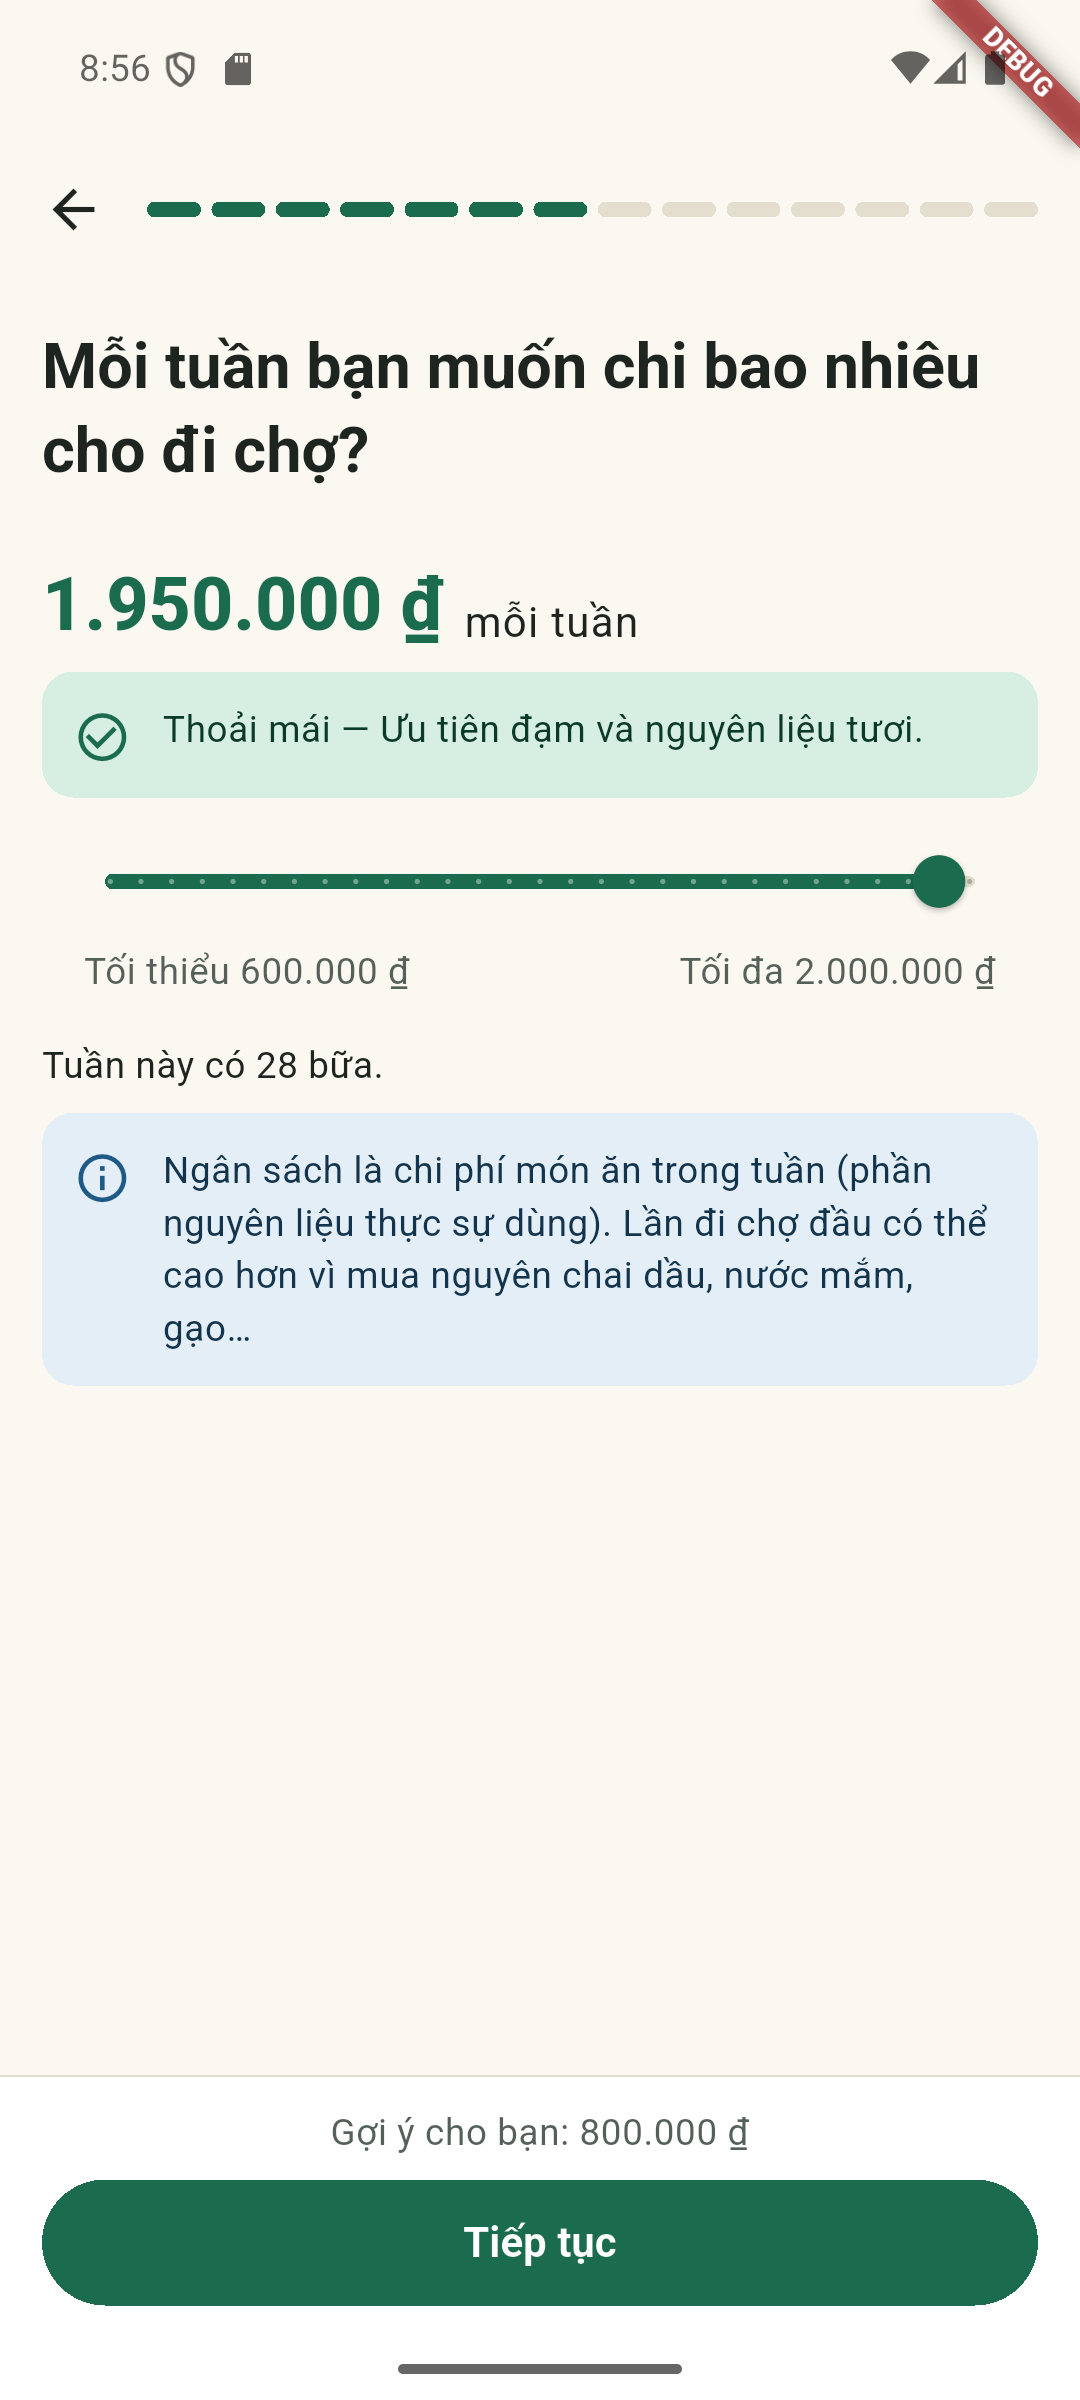 8:56
DEBUG
Mỗi tuần bạn muốn chi bao nhiêu
cho đi chợ?
1.950.000 ₫ mỗi tuần
Thoải mái — Ưu tiên đạm và nguyên liệu tươi.
Tối thiểu 600.000 ₫
Tối đa 2.000.000 ₫
Tuần này có 28 bữa.
Ngân sách là chi phí món ăn trong tuần (phần
nguyên liệu thực sự dùng). Lần đi chợ đầu có thể
cao hơn vì mua nguyên chai dầu, nước mắm,
gạo…
Gợi ý cho bạn: 800.000 ₫
Tiếp tục